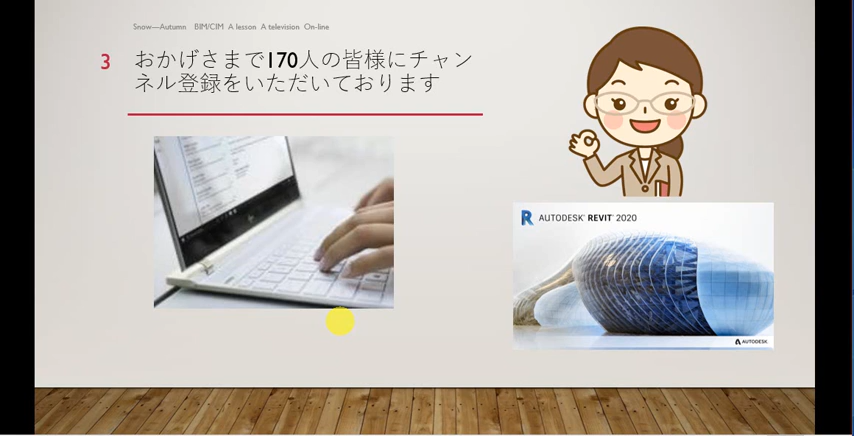 Snow—Autumn BIM/CIM A lesson A television On-line
3
おかげさまで170人の皆様にチャン
ネル登録をいただいております
AUTODESK® REVIT® 2020
AUTODESK